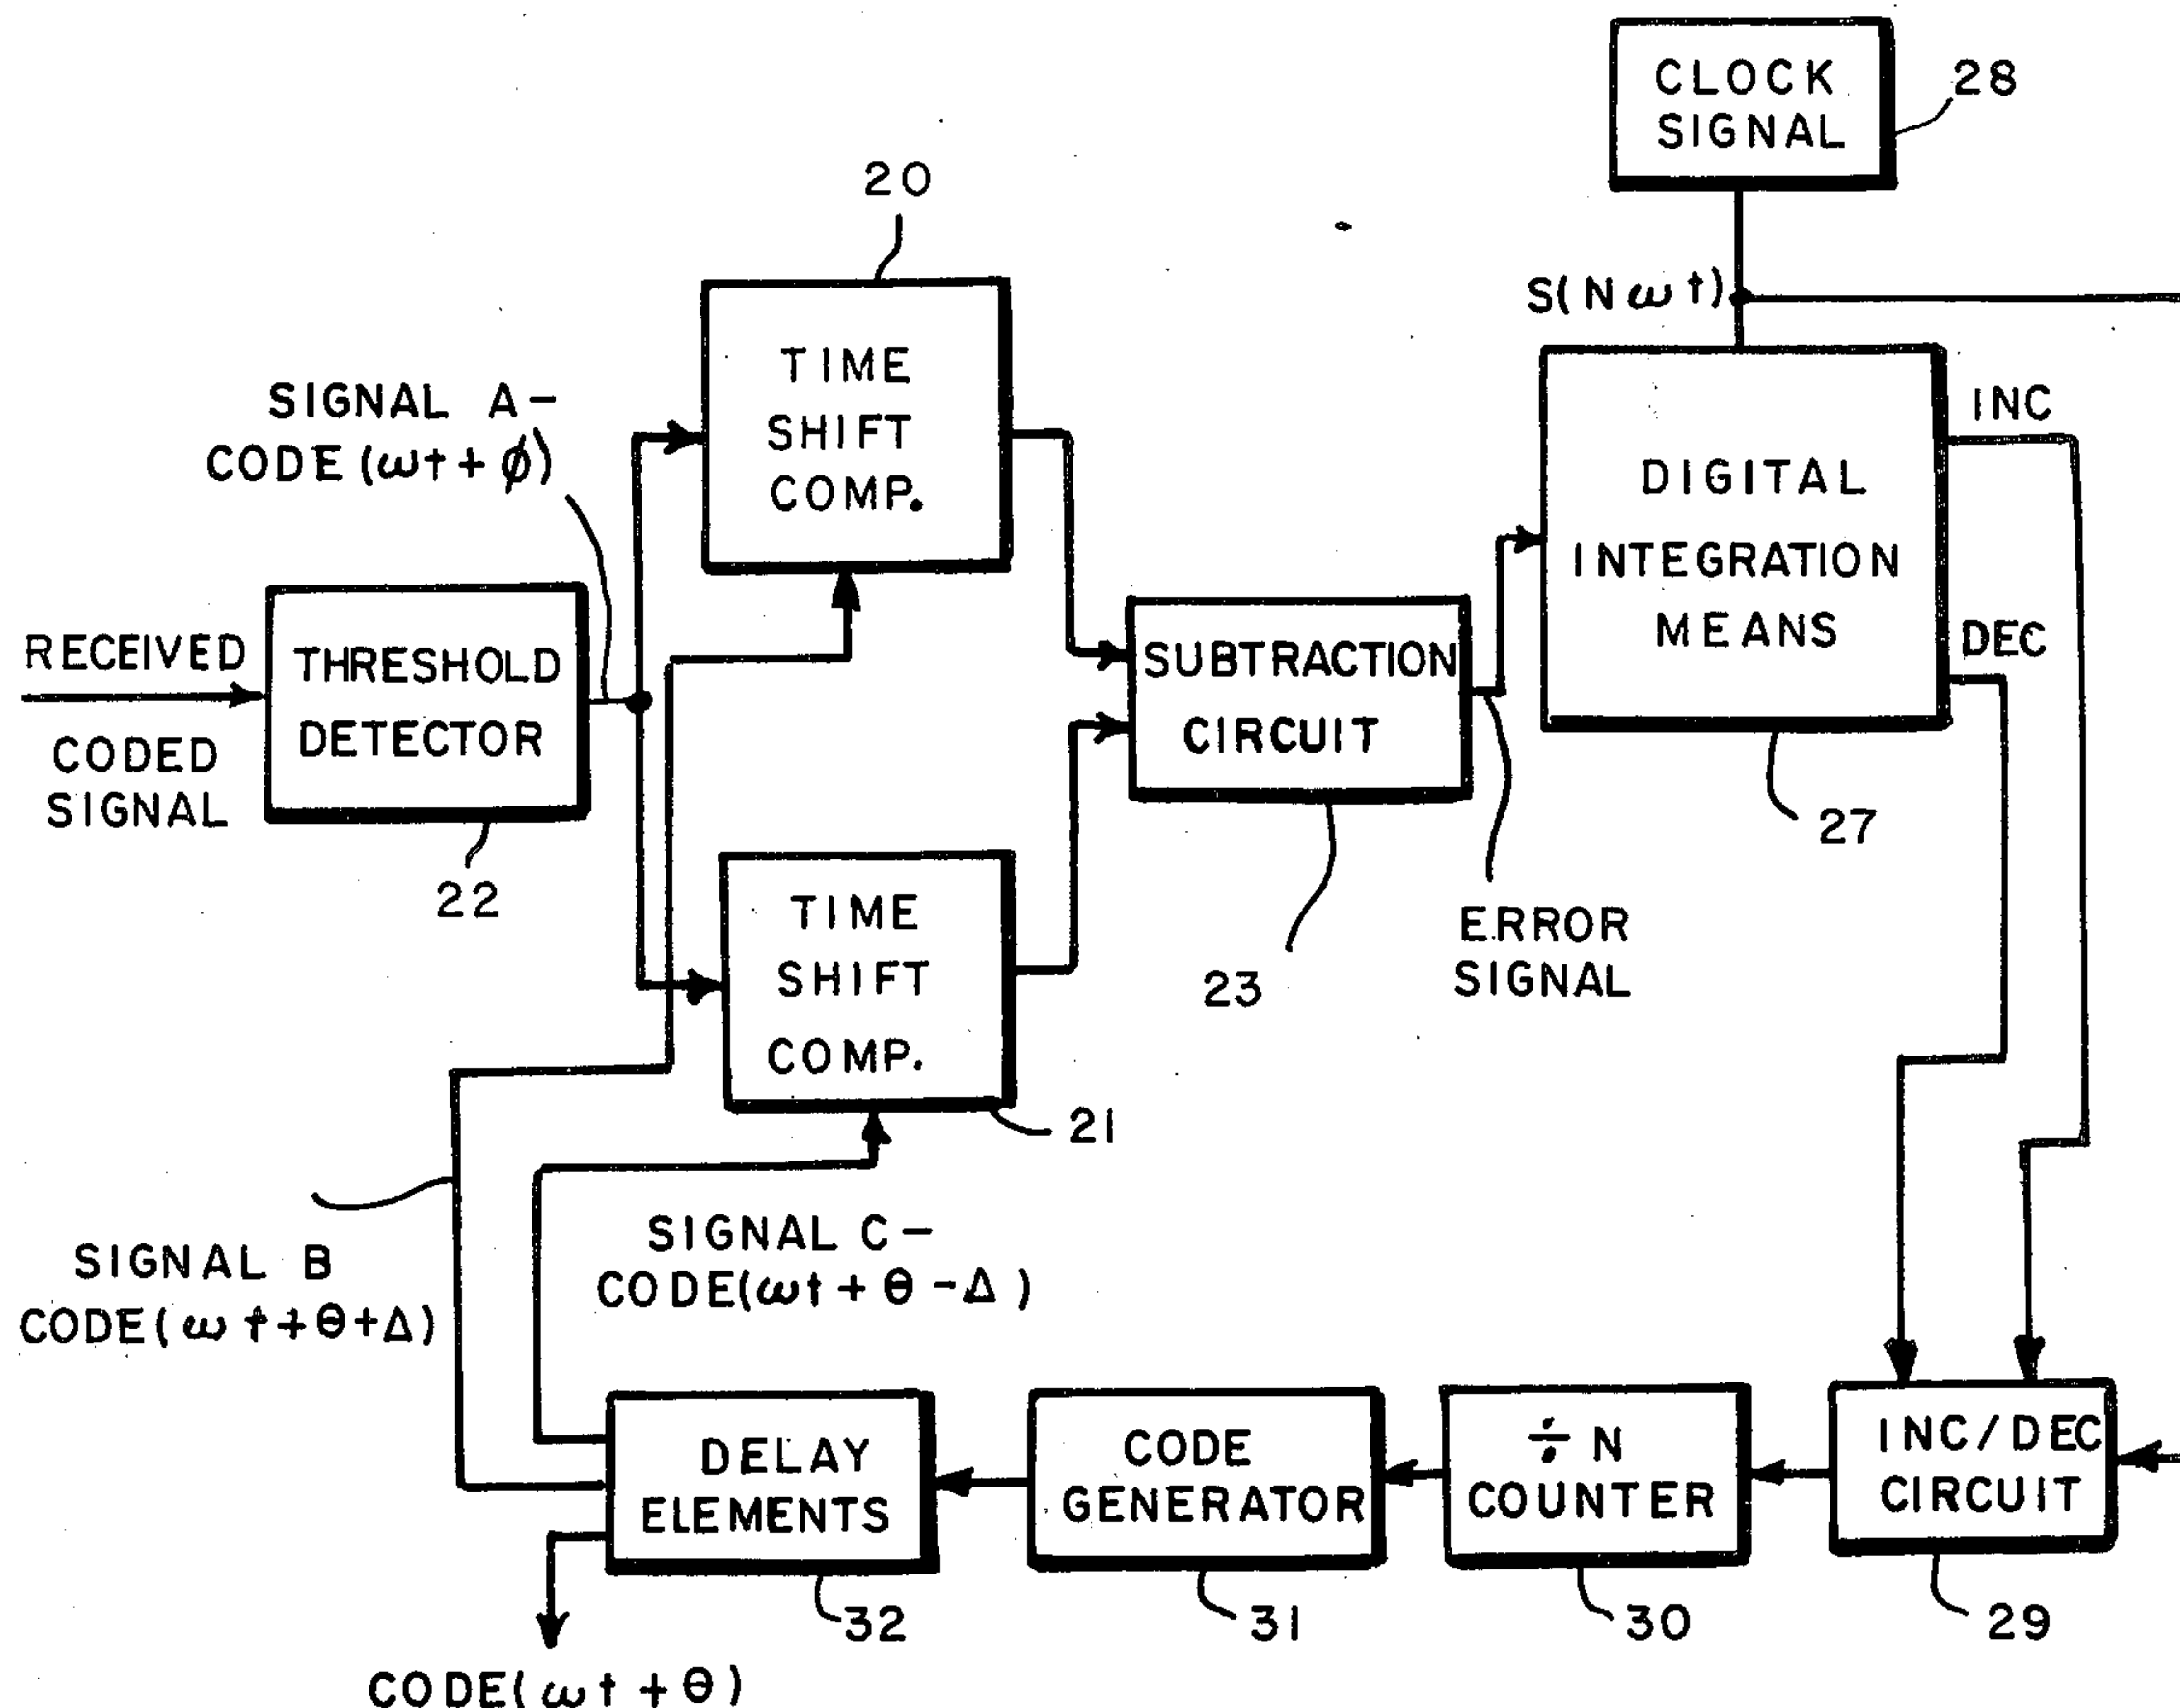 CLOCK
SIGNAL
28
20
S(Nωt)
TIME
SHIFT
COMP.
SIGNAL A-
CODE (ωt + ϕ)
INC
DIGITAL
INTEGRATION
MEANS
DEC
RECEIVED
CODED
SIGNAL
THRESHOLD
DETECTOR
22
SUBTRACTION
CIRCUIT
27
TIME
SHIFT
COMP.
21
23
ERROR
SIGNAL
SIGNAL B
CODE(ωt+θ+Δ)
SIGNAL C-
CODE(ωt + θ -Δ)
DELAY
ELEMENTS
32
CODE
GENERATOR
31
÷ N
COUNTER
30
INC/DEC
CIRCUIT
29
CODE(ωt + θ)